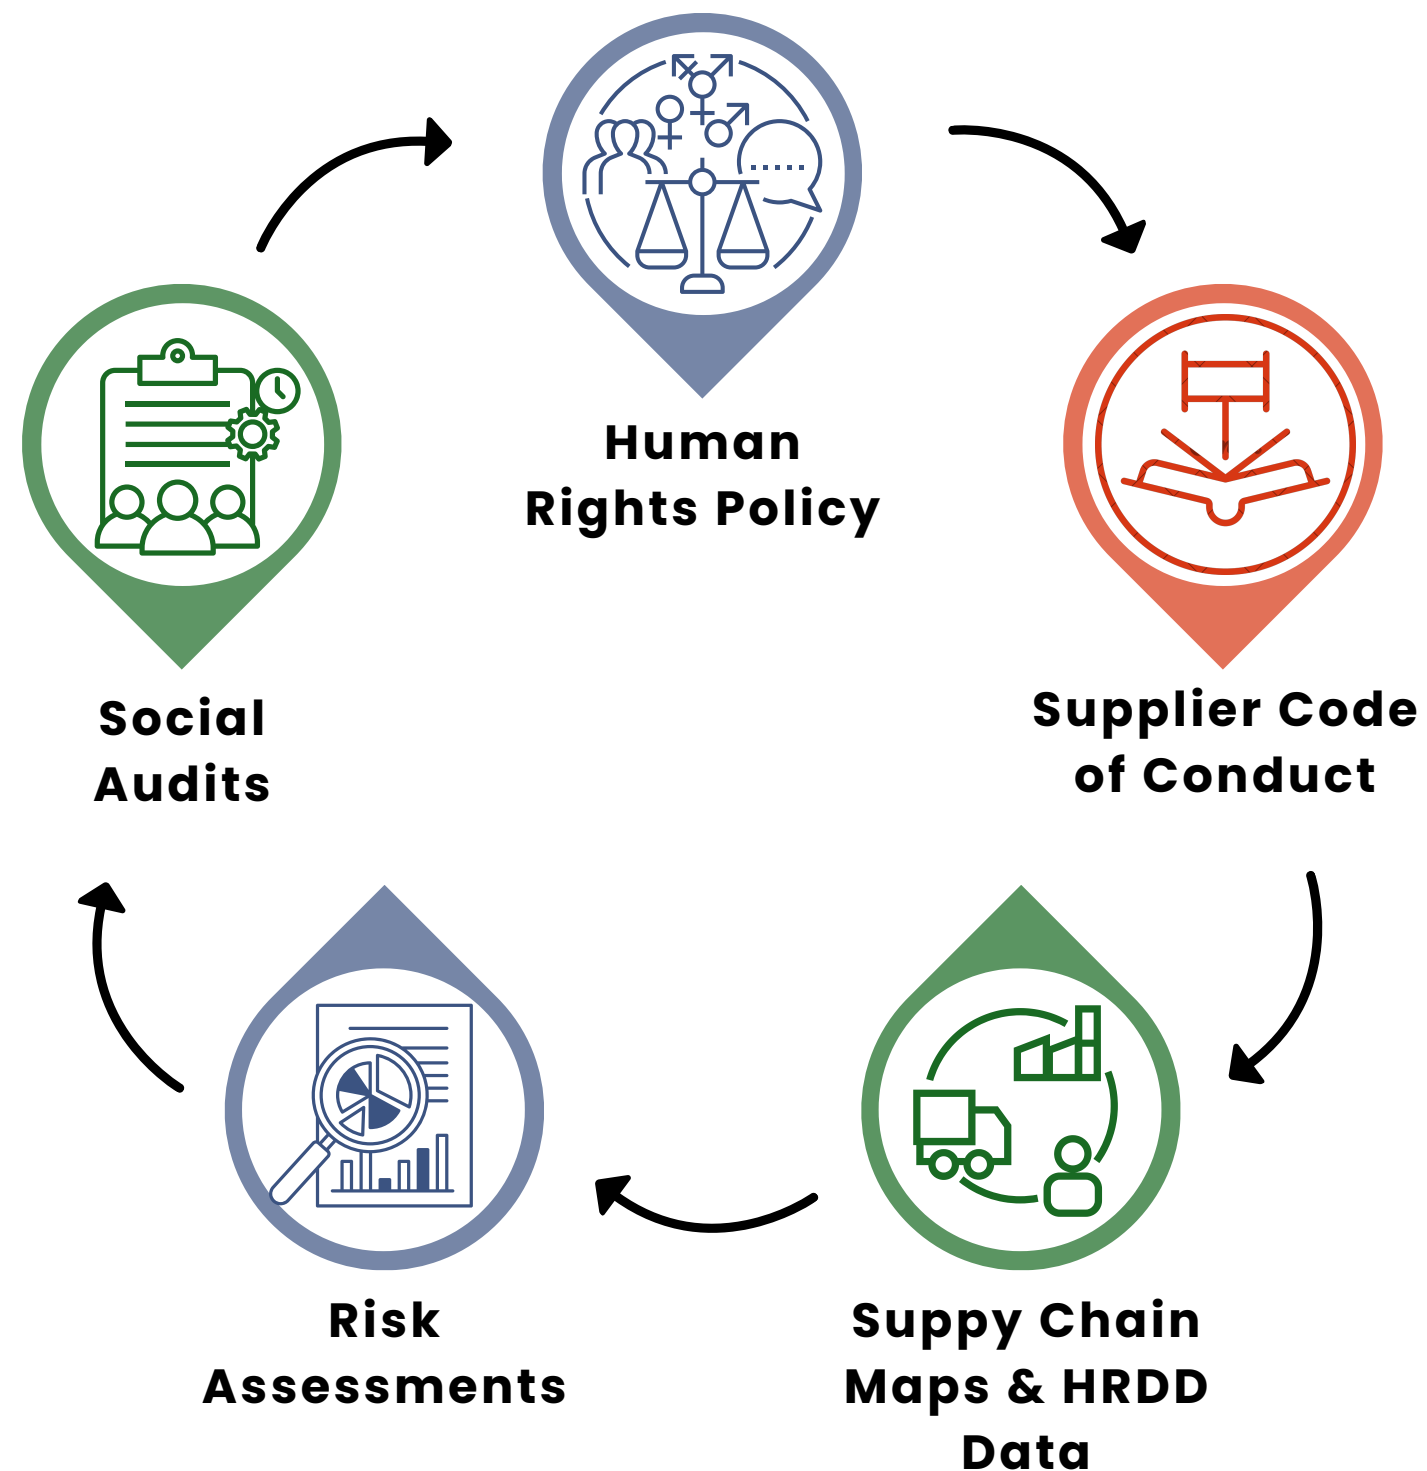 Human
Rights Policy
Supplier Code
of Conduct
Suppy Chain
Maps & HRDD
Data
Risk
Assessments
Social
Audits